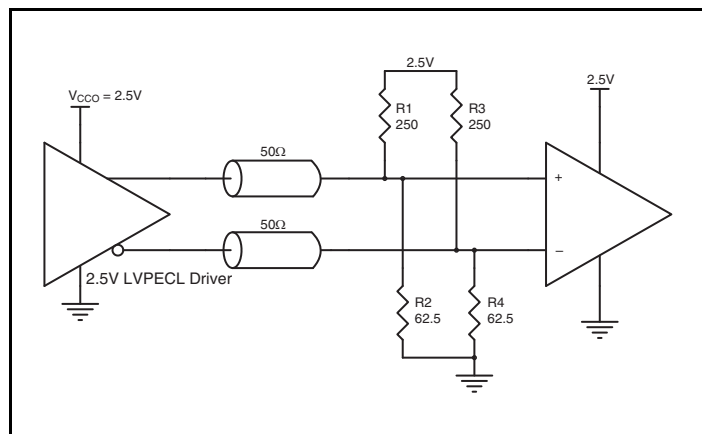 2.5V
2.5V
VCCO = 2.5V
R1
250
R3
250
50Ω
+
50Ω
–
2.5V LVPECL Driver
R2
62.5
R4
62.5